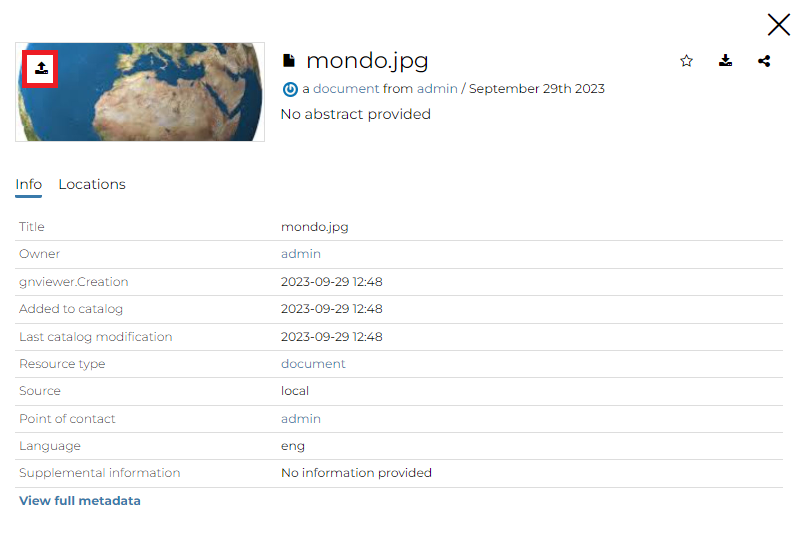 mondo.jpg
a document from admin / September 29th 2023
No abstract provided
Info Locations
Title mondo.jpg
Owner admin
gnviewer.Creation 2023-09-29 12:48
Added to catalog 2023-09-29 12:48
Last catalog modification 2023-09-29 12:48
Resource type document
Source local
Point of contact admin
Language eng
Supplemental information No information provided
View full metadata